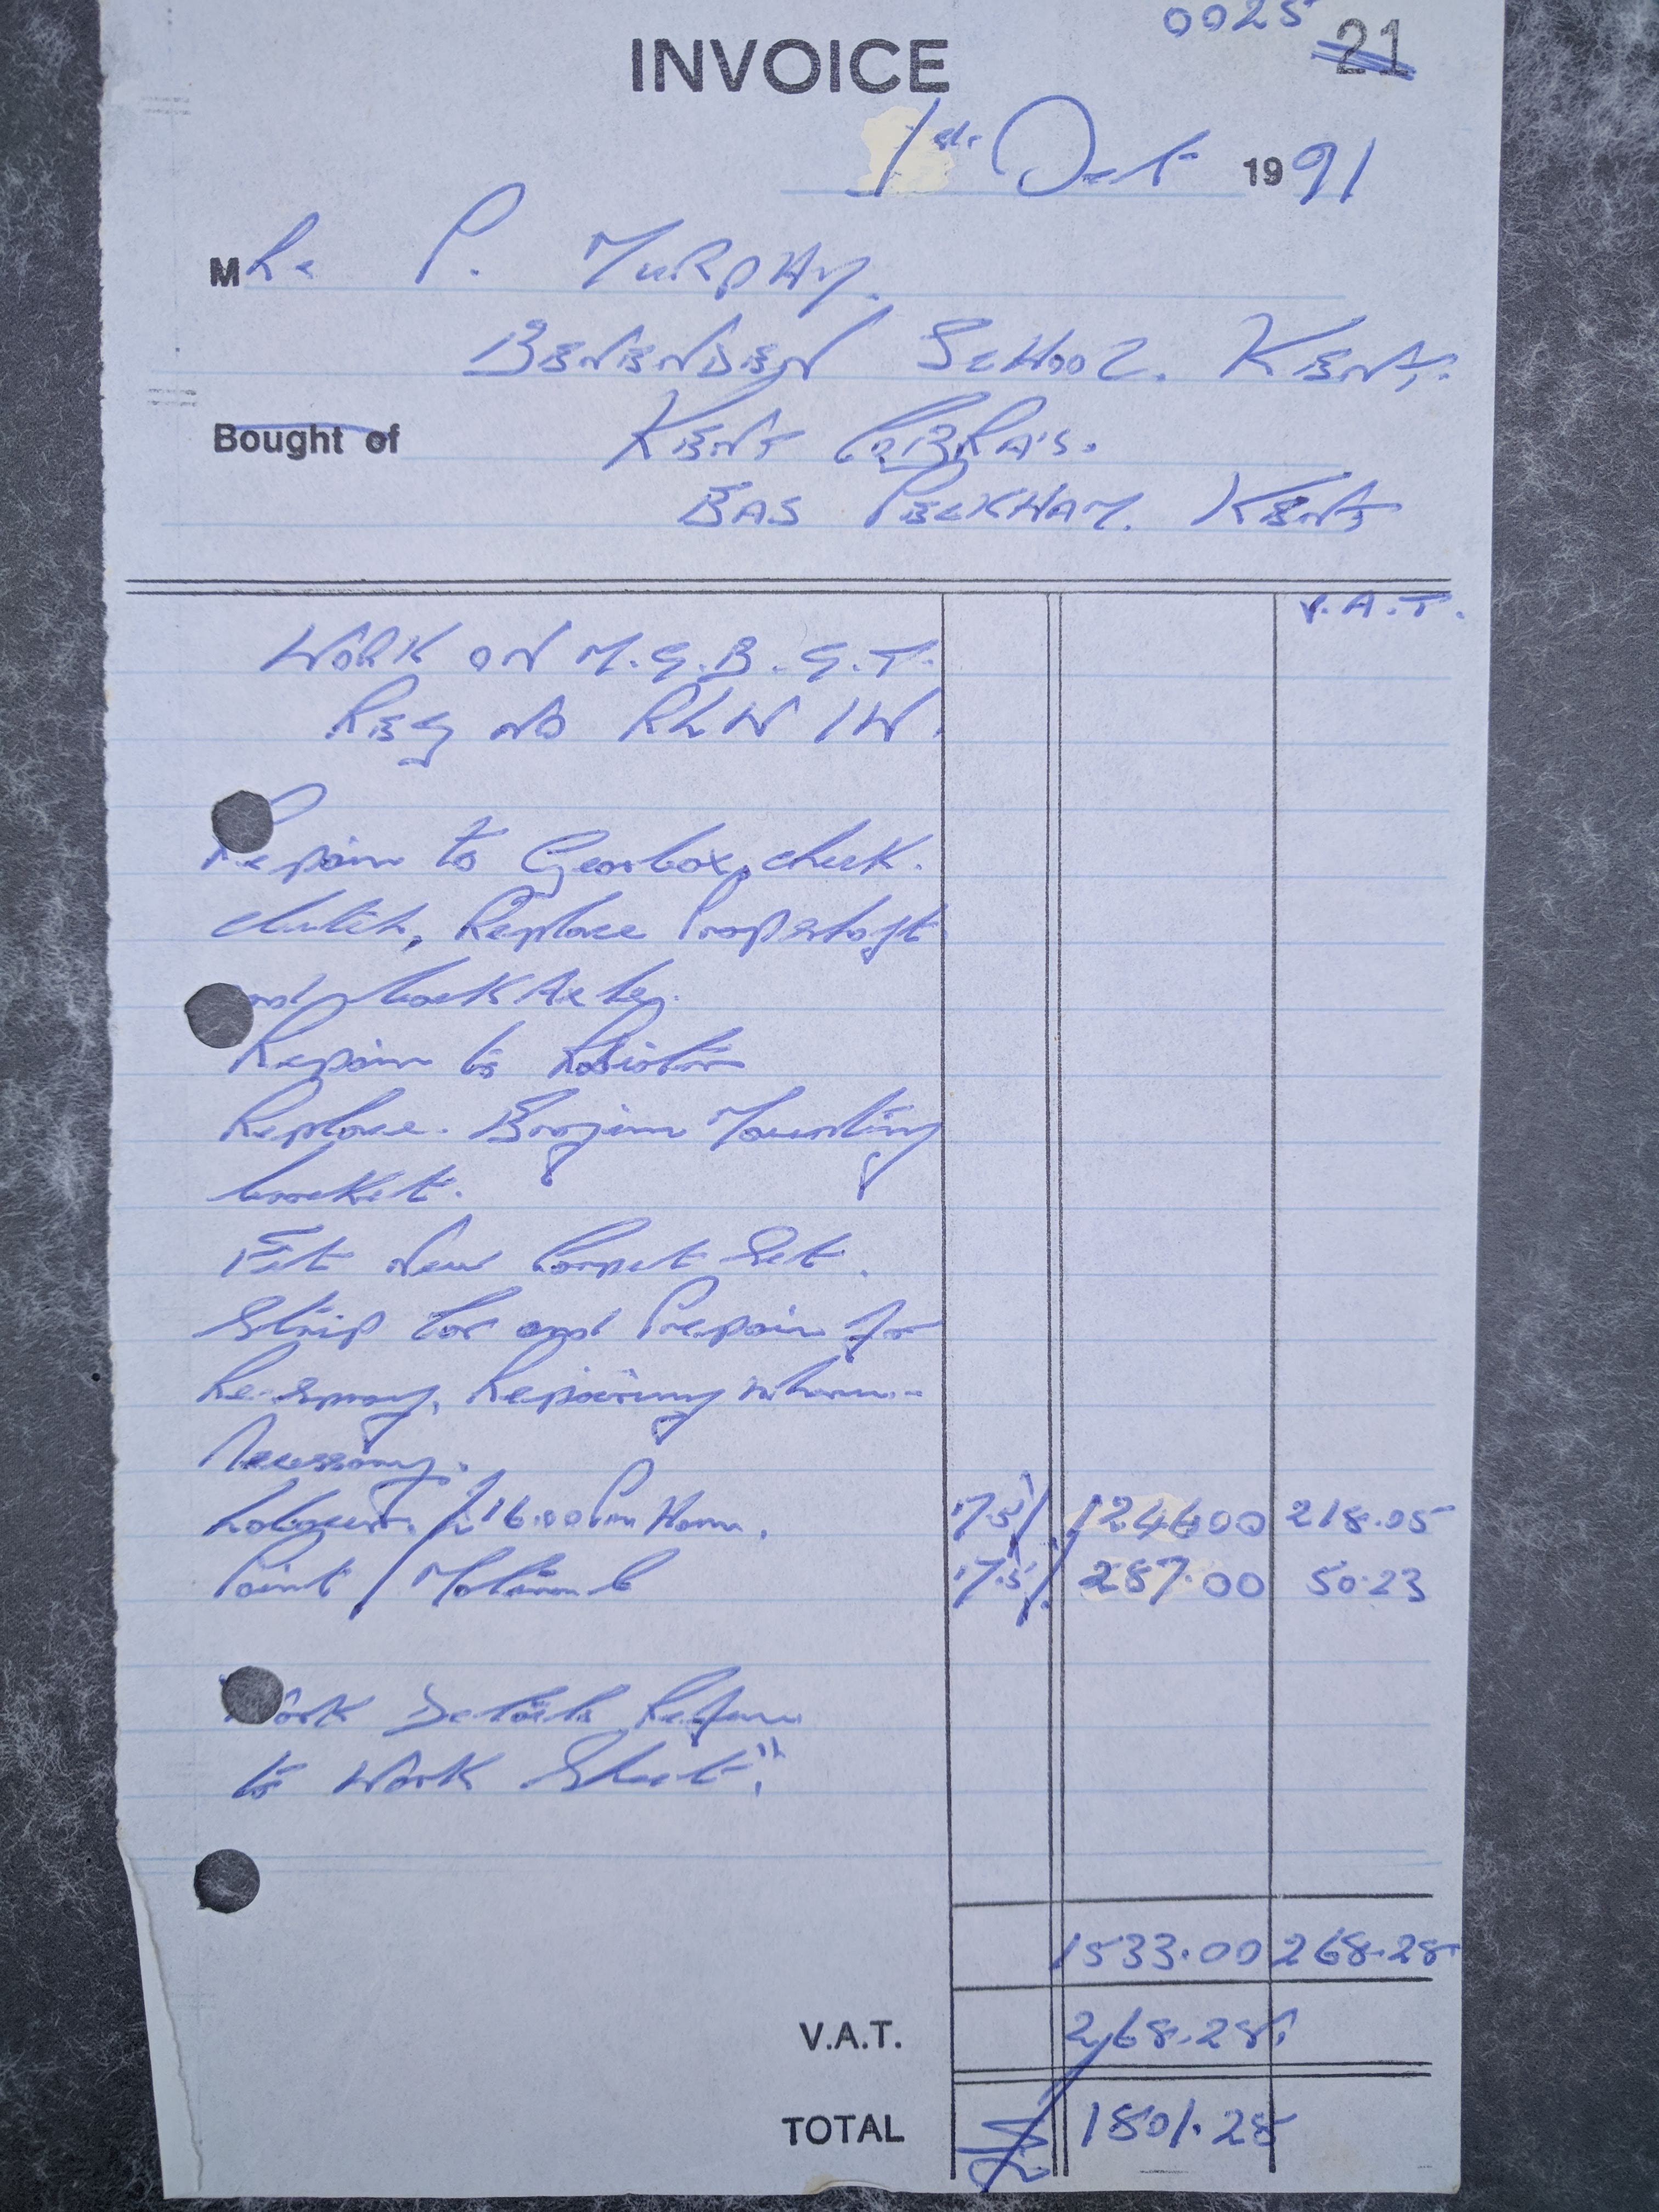 0025 21
INVOICE
1st Oct 1991
MR. P. MURPHY.
BENENDEN SCHOOL. KENT.
Bought of KENT COBRA'S.
EAS PECKHAM. KENT
V.A.T.
WORK ON M.G.B. G.T.
REG NO RLW 1W.
Repair to Gearbox, check.
clutch, Replace Propshaft
and back Axle.
Repair to Radiator
Replace. Engine Mounting
bracket.
Fit New Carpet Set.
Strip Car and Prepair for
Re-Spray, Repairing where-
Necessary.
Labour. £16.00 Per Hour. 17.5% 1246.00 218.05
Paint / Materials 17.5% 287.00 50.23
"Work Details Refer
to Work Sheet".
1533.00 268.28
V.A.T. 268.28
TOTAL £ 1801.28